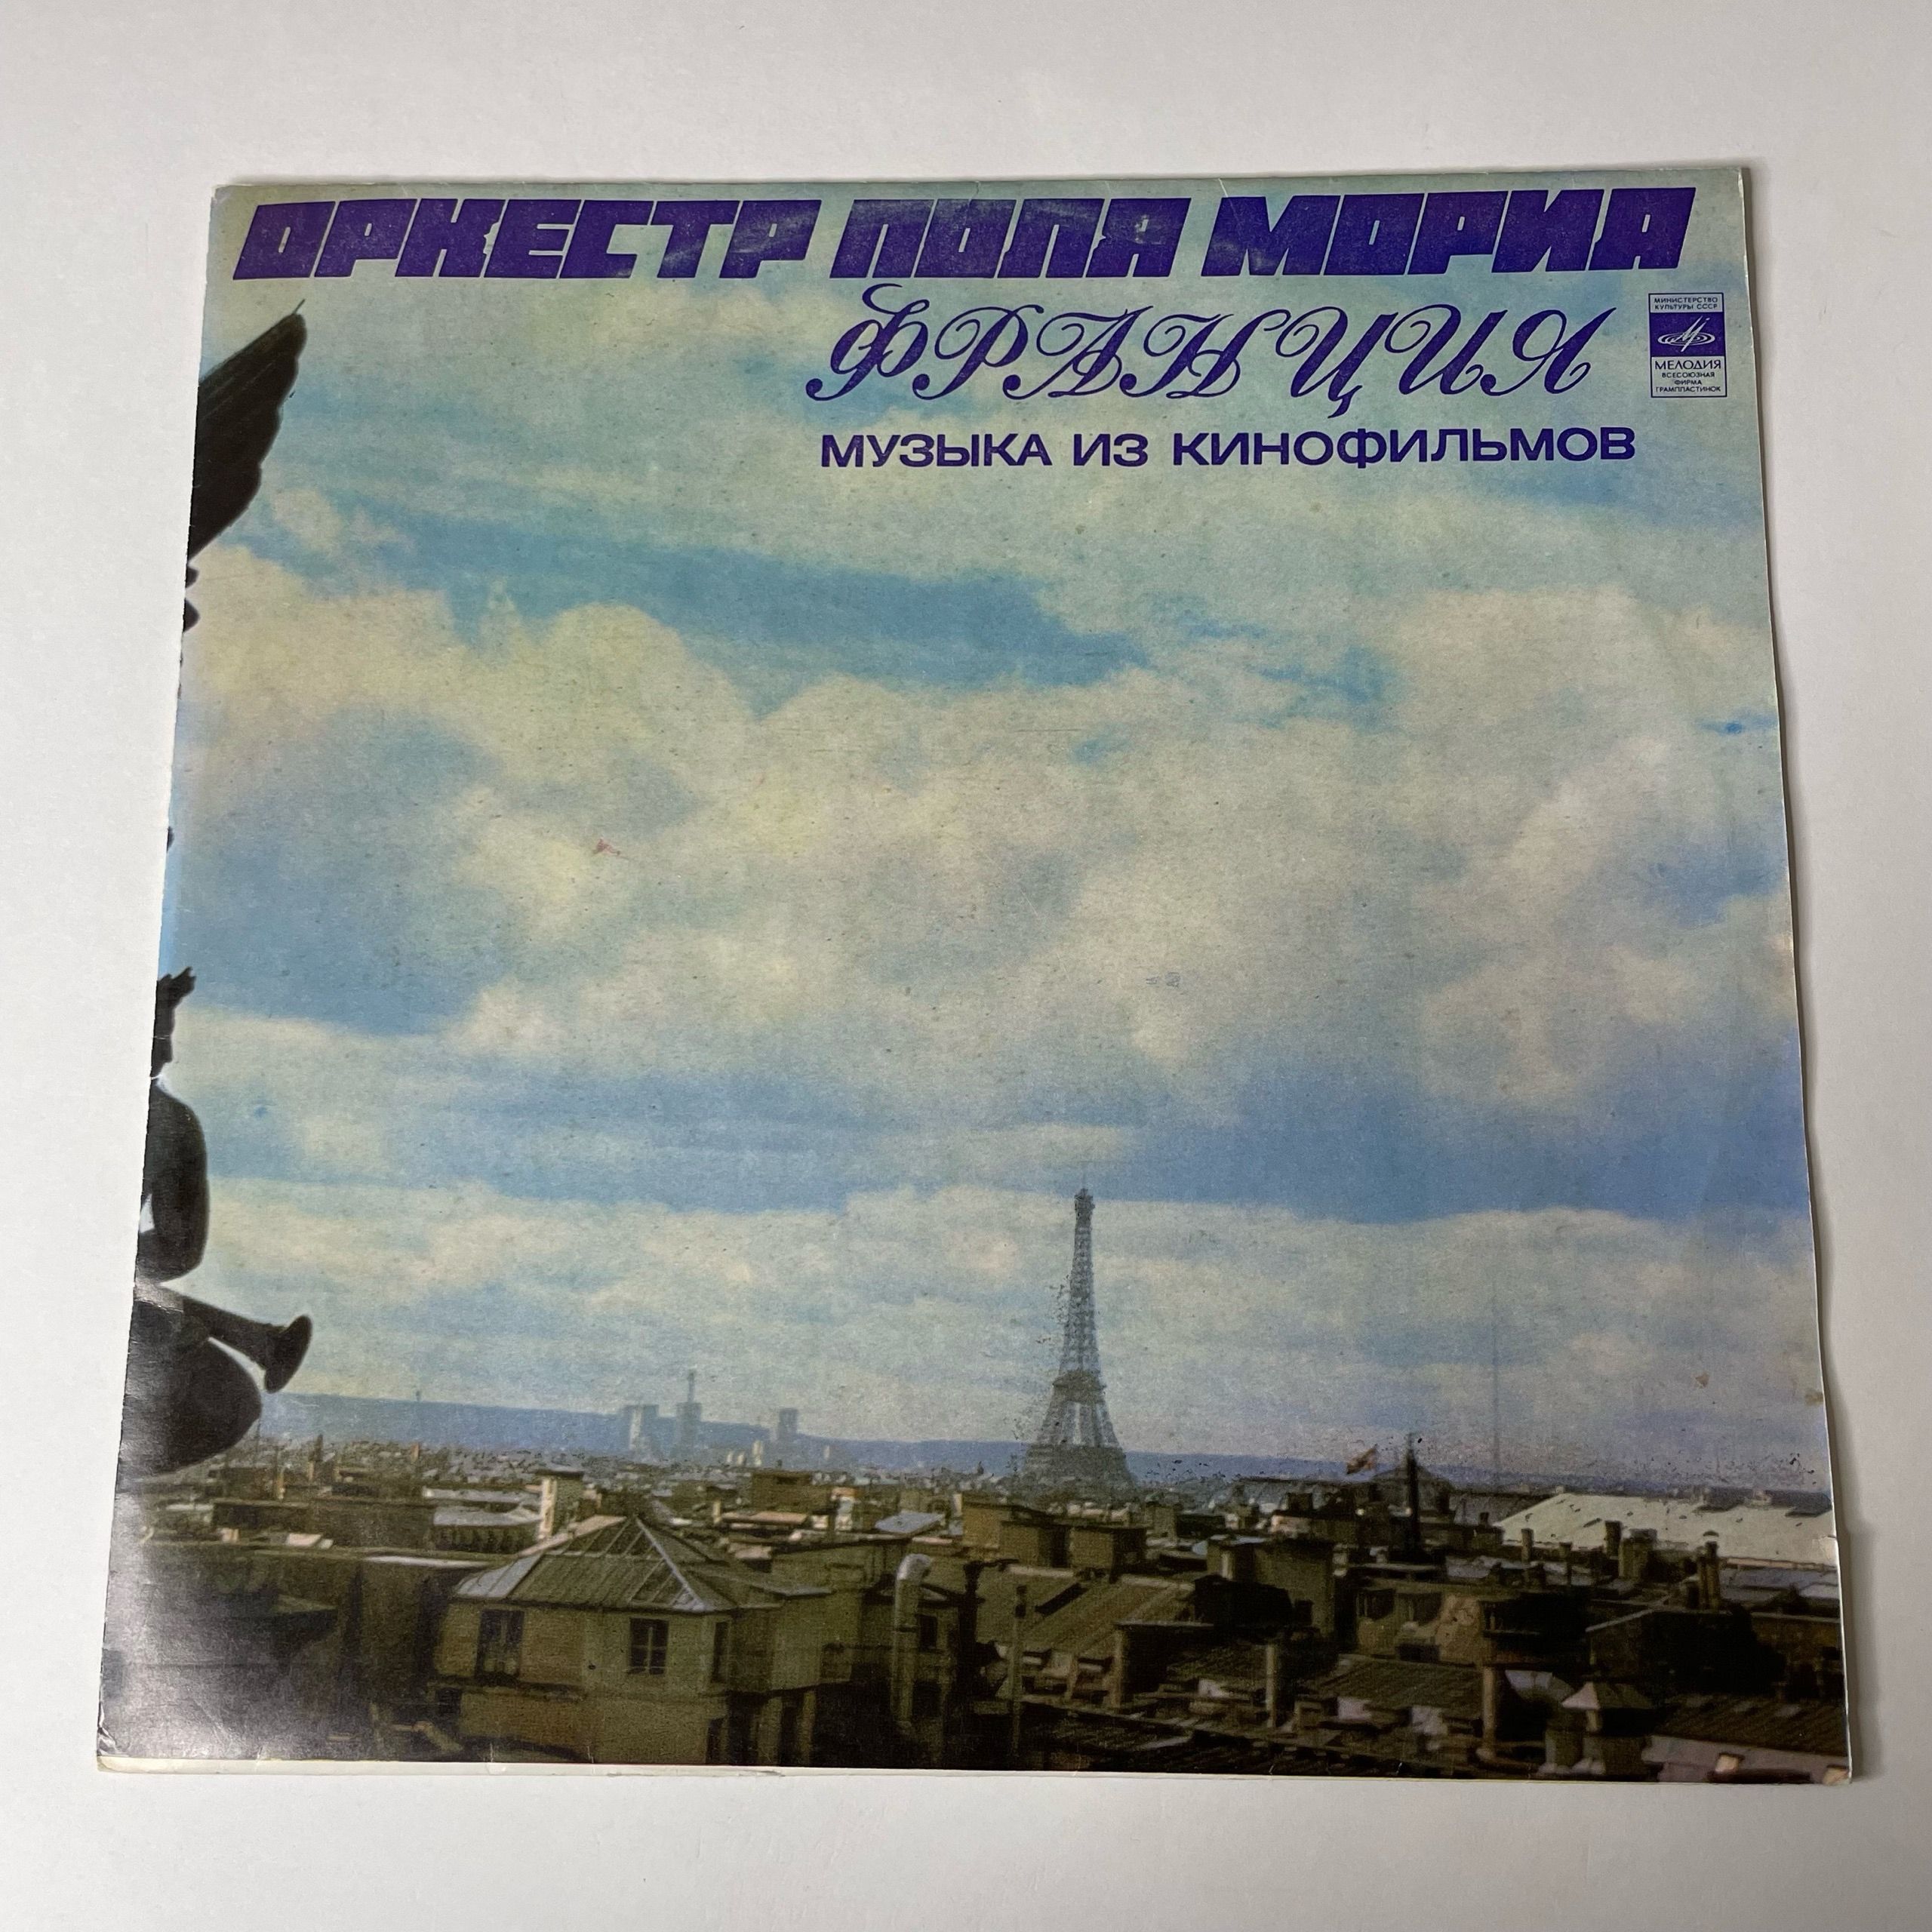 ОРКЕСТР ПОЛЯ МОРИА
ФРАНЦИЯ
МИНИСТЕРСТВО
КУЛЬТУРЫ СССР
МЕЛОДИЯ
ВСЕСОЮЗНАЯ
ФИРМА
ГРАМПЛАСТИНОК
МУЗЫКА ИЗ КИНОФИЛЬМОВ